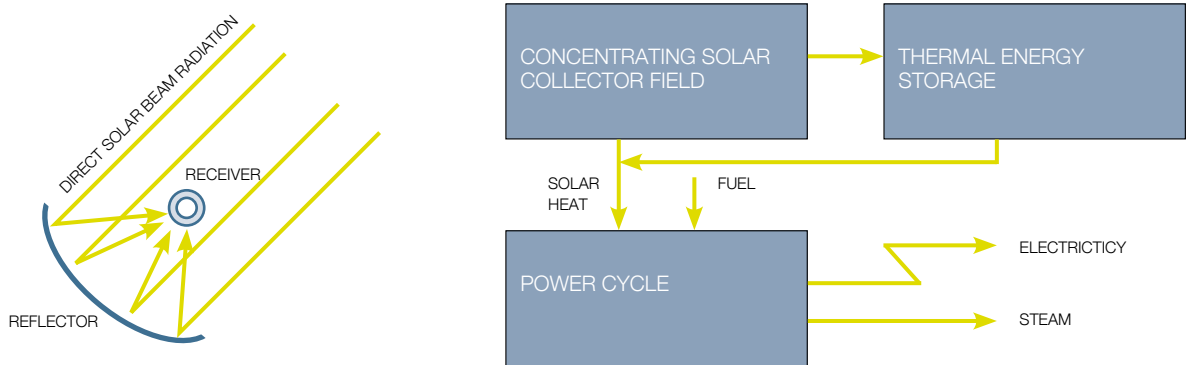 DIRECT SOLAR BEAM RADIATION
RECEIVER
REFLECTOR
CONCENTRATING SOLAR
COLLECTOR FIELD
THERMAL ENERGY
STORAGE
SOLAR
HEAT
FUEL
POWER CYCLE
ELECTRICTICY
STEAM